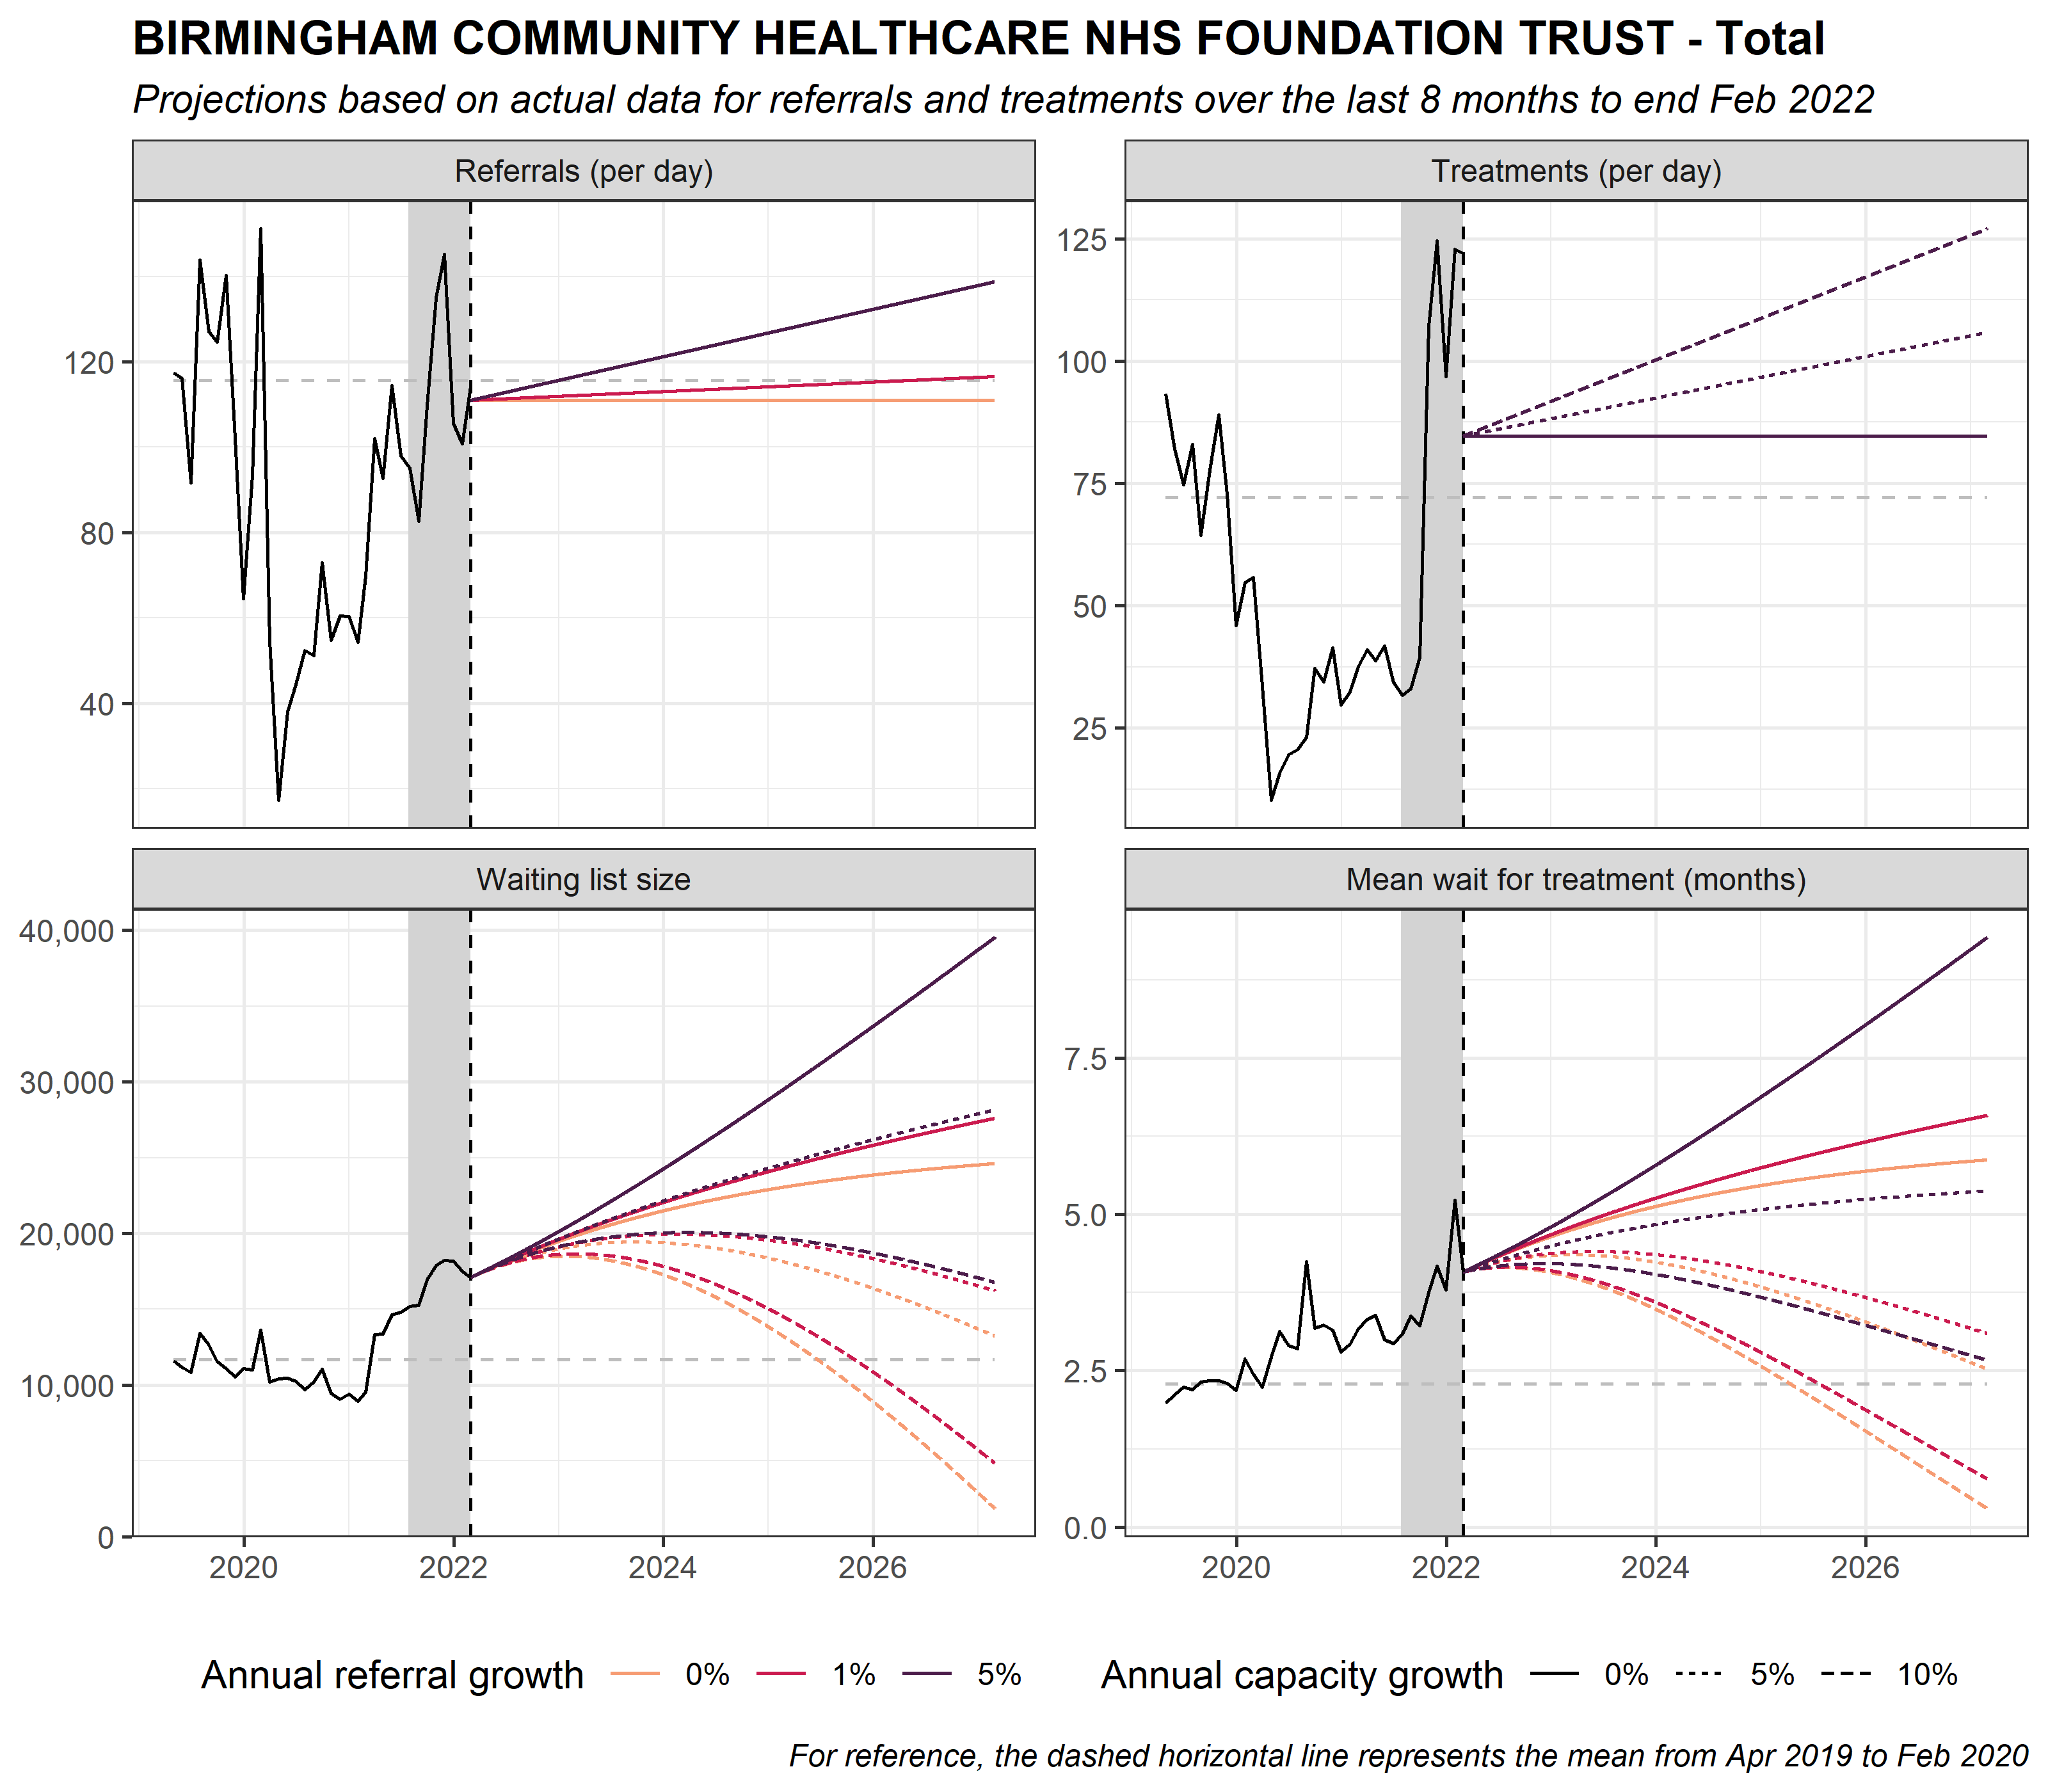 BIRMINGHAM COMMUNITY HEALTHCARE NHS FOUNDATION TRUST - Total
Projections based on actual data for referrals and treatments over the last 8 months to end Feb 2022
Referrals (per day)
120
80
40
Treatments (per day)
125
100
75
50
25
Waiting list size
40,000
30,000
20,000
10,000
0
2020 2022 2024 2026
Mean wait for treatment (months)
7.5
5.0
2.5
0.0
2020 2022 2024 2026
Annual referral growth 0% 1% 5%
Annual capacity growth 0% 5% 10%
For reference, the dashed horizontal line represents the mean from Apr 2019 to Feb 2020